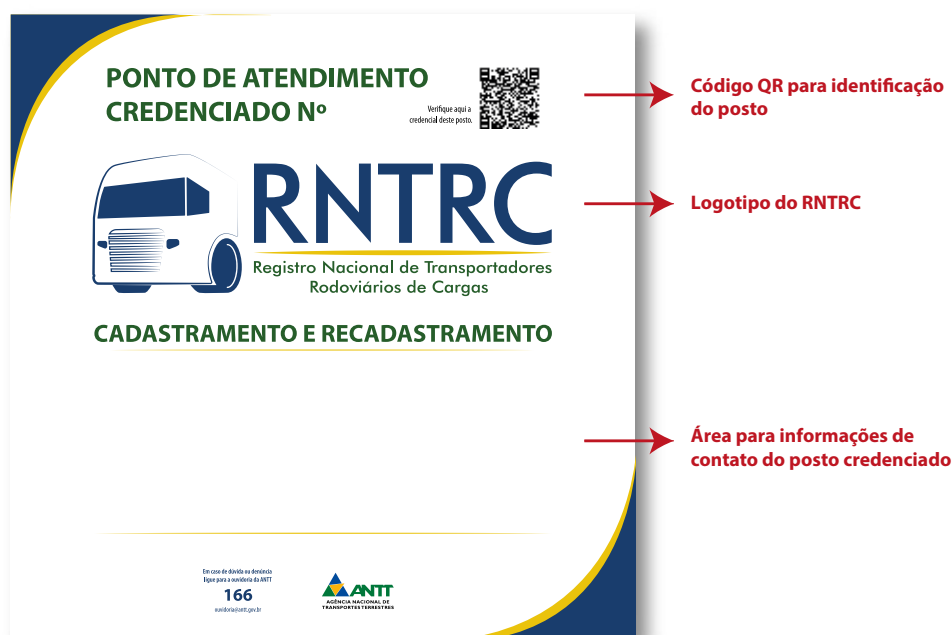 PONTO DE ATENDIMENTO
CREDENCIADO Nº
Verifique aqui a
credencial deste posto.
Código QR para identificação
do posto
RNTRC
Registro Nacional de Transportadores
Rodoviários de Cargas
Logotipo do RNTRC
CADASTRAMENTO E RECADASTRAMENTO
Área para informações de
contato do posto credenciado
Em caso de dúvida ou denúncia
ligue para a ouvidoria da ANTT
166
ouvidoria@antt.gov.br
ANTT
AGÊNCIA NACIONAL DE
TRANSPORTES TERRESTRES